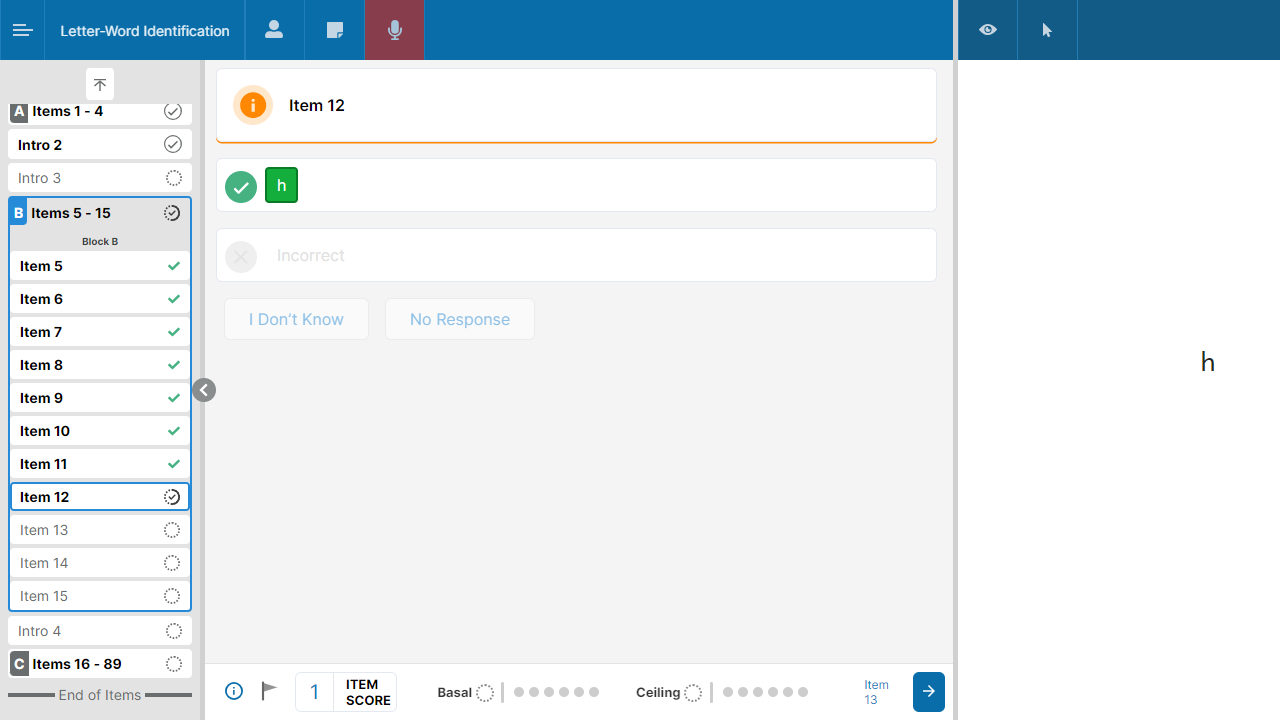 Letter-Word Identification
A Items 1 - 4
Intro 2
Intro 3
B Items 5 - 15
Block B
Item 5
Item 6
Item 7
Item 8
Item 9
Item 10
Item 11
Item 12
Item 13
Item 14
Item 15
Intro 4
C Items 16 - 89
End of Items
Item 12
h
Incorrect
I Don't Know
No Response
1
ITEM
SCORE
Basal
Ceiling
Item
13
h